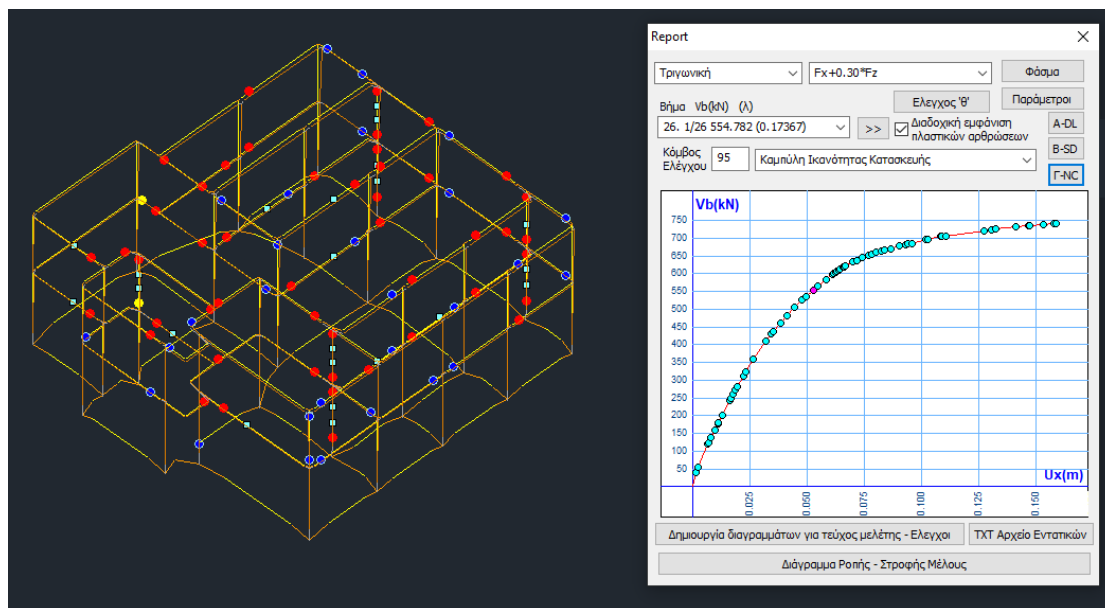 Report
Τριγωνική
Fx+0.30*Fz
Φάσμα
Βήμα Vb(kN) (λ)
Ελεγχος 'θ'
Παράμετροι
26. 1/26 554.782 (0.17367)
>>
Διαδοχική εμφάνιση
πλαστικών αρθρώσεων
A-DL
Κόμβος
Ελέγχου
95
Καμπύλη Ικανότητας Κατασκευής
B-SD
Γ-NC
Vb(kN)
750
700
650
600
550
500
450
400
350
300
250
200
150
100
50
Ux(m)
0.025
0.050
0.075
0.100
0.125
0.150
Δημιουργία διαγραμμάτων για τεύχος μελέτης - Ελεγχοι
TXT Αρχείο Εντατικών
Διάγραμμα Ροπής - Στροφής Μέλους